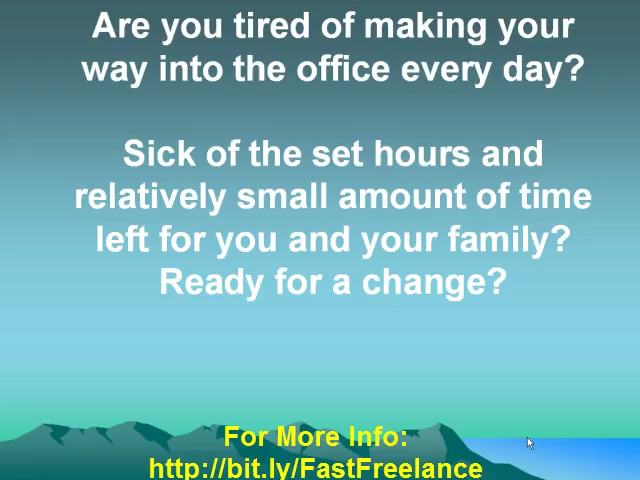 Are you tired of making your
way into the office every day?
Sick of the set hours and
relatively small amount of time
left for you and your family?
Ready for a change?
For More Info:
http://bit.ly/FastFreelance